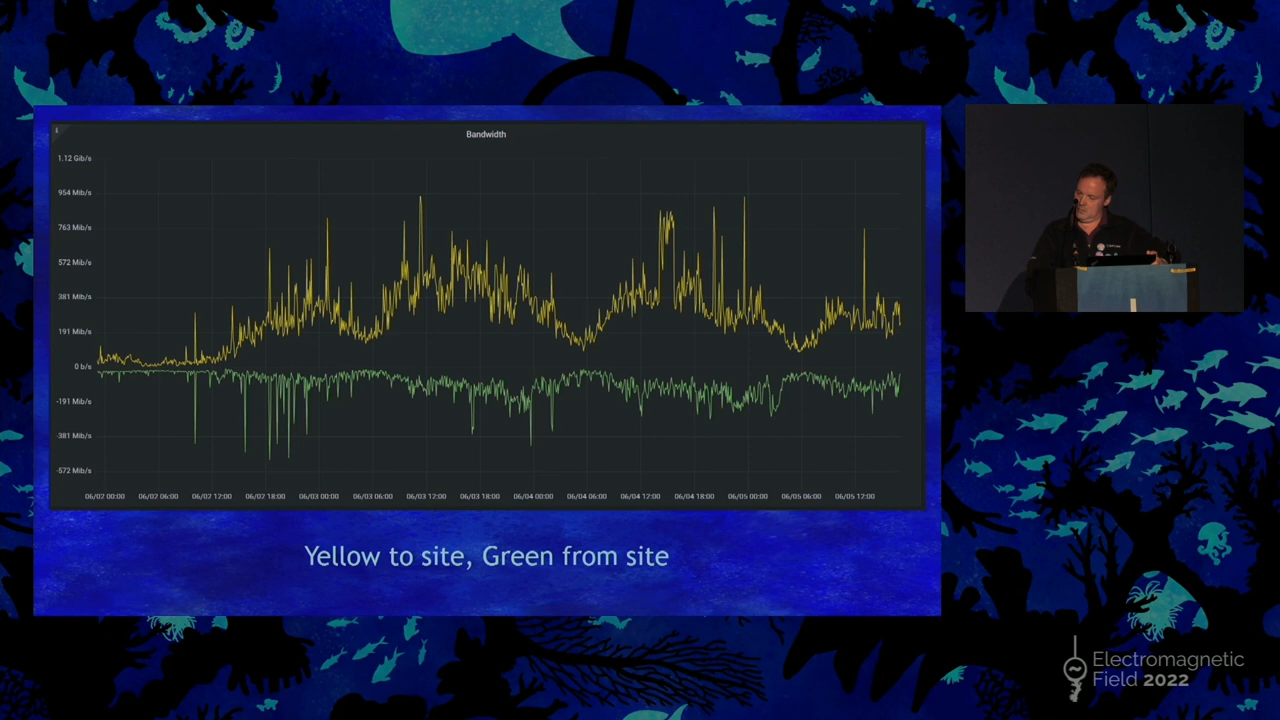 Bandwidth
1.12 Gib/s
954 Mib/s
763 Mib/s
572 Mib/s
381 Mib/s
191 Mib/s
0 b/s
-191 Mib/s
-381 Mib/s
-572 Mib/s
06/02 00:00 06/02 06:00 06/02 12:00 06/02 18:00 06/03 00:00 06/03 06:00 06/03 12:00 06/03 18:00 06/04 00:00 06/04 06:00 06/04 12:00 06/04 18:00 06/05 00:00 06/05 06:00 06/05 12:00
Yellow to site, Green from site
Electromagnetic
Field 2022